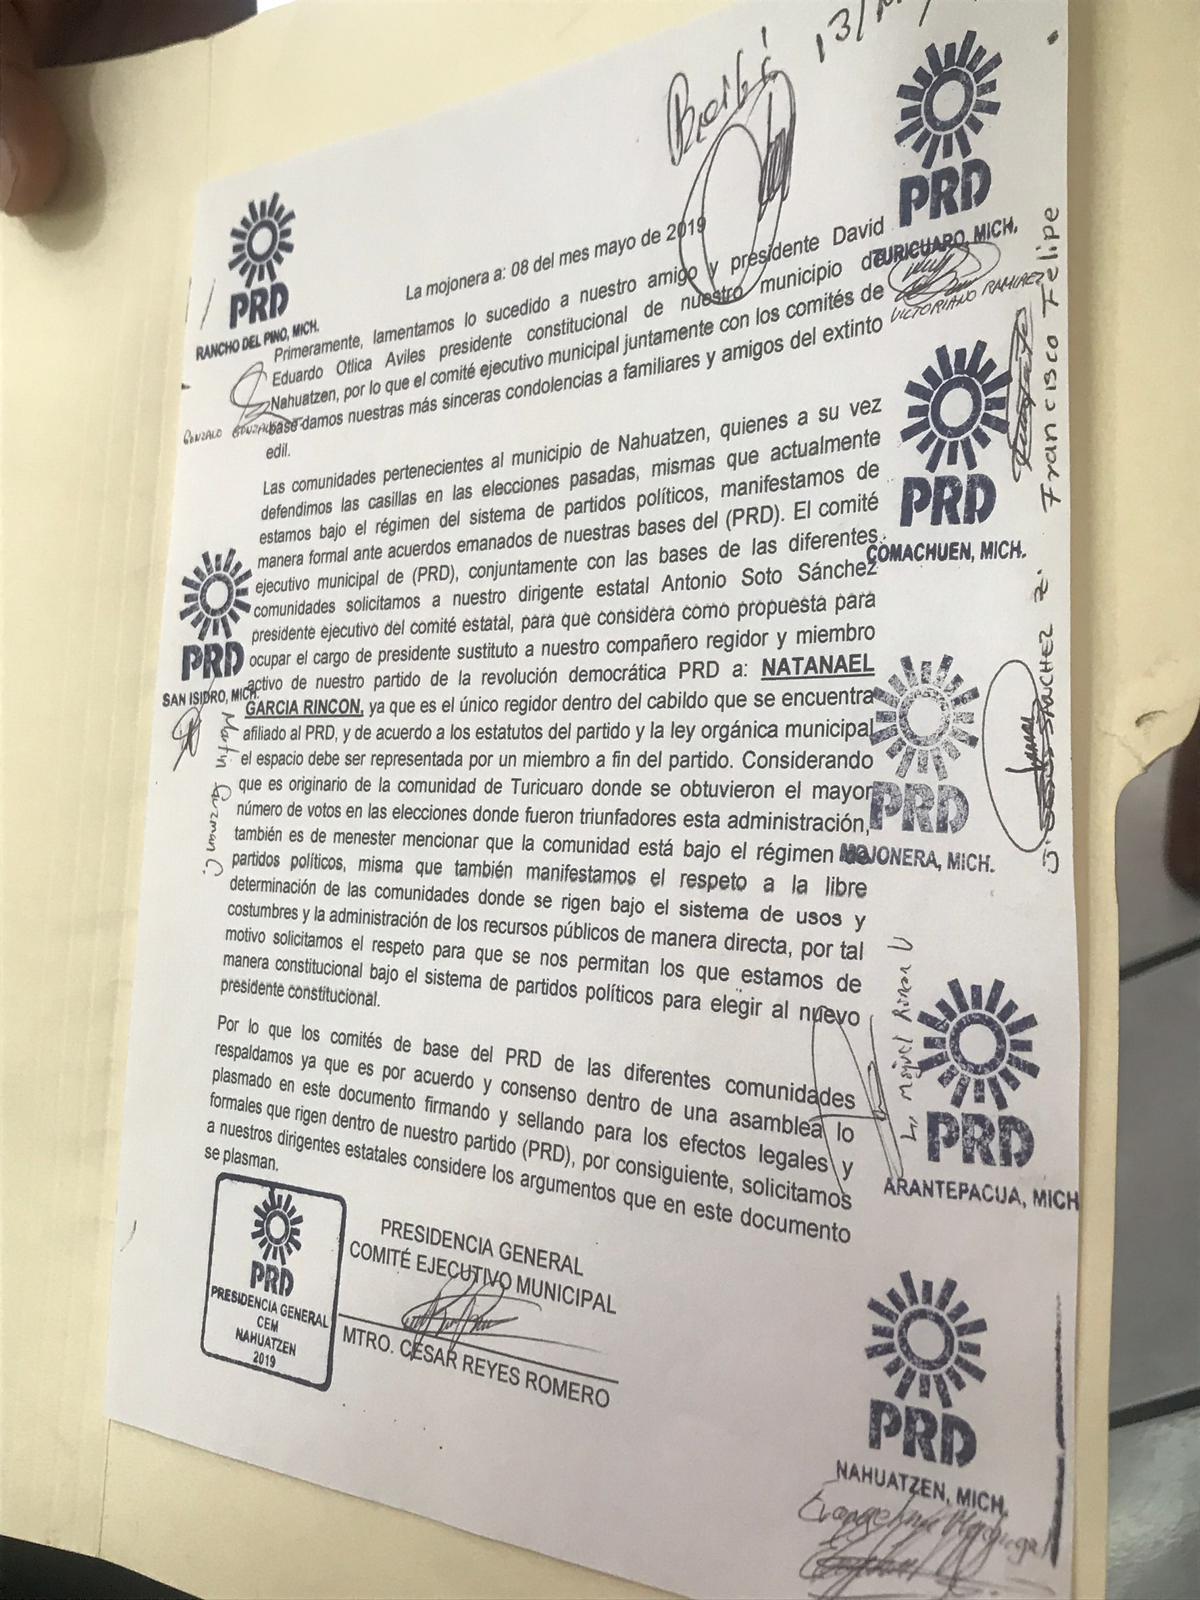 Recibí 13/M
PRD
TURICUARO, MICH.
VICTORIANO RAMIREZ
PRD
RANCHO DEL PINO, MICH.
GONZALO
La mojonera a: 08 del mes mayo de 2019
Primeramente, lamentamos lo sucedido a nuestro amigo y presidente David
Eduardo Otlica Aviles presidente constitucional de nuestro municipio de
Nahuatzen, por lo que el comité ejecutivo municipal juntamente con los comités de
base damos nuestras más sinceras condolencias a familiares y amigos del extinto
edil.
Francisco Felipe
PRD
COMACHUEN, MICH.
Las comunidades pertenecientes al municipio de Nahuatzen, quienes a su vez
defendimos las casillas en las elecciones pasadas, mismas que actualmente
estamos bajo el régimen del sistema de partidos políticos, manifestamos de
manera formal ante acuerdos emanados de nuestras bases del (PRD). El comité
ejecutivo municipal de (PRD), conjuntamente con las bases de las diferentes
comunidades solicitamos a nuestro dirigente estatal Antonio Soto Sánchez
presidente ejecutivo del comité estatal, para que considera como propuesta para
ocupar el cargo de presidente sustituto a nuestro compañero regidor y miembro
activo de nuestro partido de la revolución democrática PRD a: NATANAEL
GARCIA RINCON, ya que es el único regidor dentro del cabildo que se encuentra
afiliado al PRD, y de acuerdo a los estatutos del partido y la ley orgánica municipal
el espacio debe ser representada por un miembro a fin del partido. Considerando
que es originario de la comunidad de Turicuaro donde se obtuvieron el mayor
número de votos en las elecciones donde fueron triunfadores esta administración,
también es de menester mencionar que la comunidad está bajo el régimen
partidos políticos, misma que también manifestamos el respeto a la libre
determinación de las comunidades donde se rigen bajo el sistema de usos y
costumbres y la administración de los recursos públicos de manera directa, por tal
motivo solicitamos el respeto para que se nos permitan los que estamos de
manera constitucional bajo el sistema de partidos políticos para elegir al nuevo
presidente constitucional.
PRD
SAN ISIDRO, MICH.
Martin Guzman C.
PRD
MOJONERA, MICH.
SANCHEZ
Miguel Rincon U
PRD
ARANTEPACUA, MICH
Por lo que los comités de base del PRD de las diferentes comunidades
respaldamos ya que es por acuerdo y consenso dentro de una asamblea lo
plasmado en este documento firmando y sellando para los efectos legales y
formales que rigen dentro de nuestro partido (PRD), por consiguiente, solicitamos
a nuestros dirigentes estatales considere los argumentos que en este documento
se plasman.
PRD
PRESIDENCIA GENERAL
CEM
NAHUATZEN
2019
PRESIDENCIA GENERAL
COMITÉ EJECUTIVO MUNICIPAL
MTRO. CESAR REYES ROMERO
PRD
NAHUATZEN, MICH.